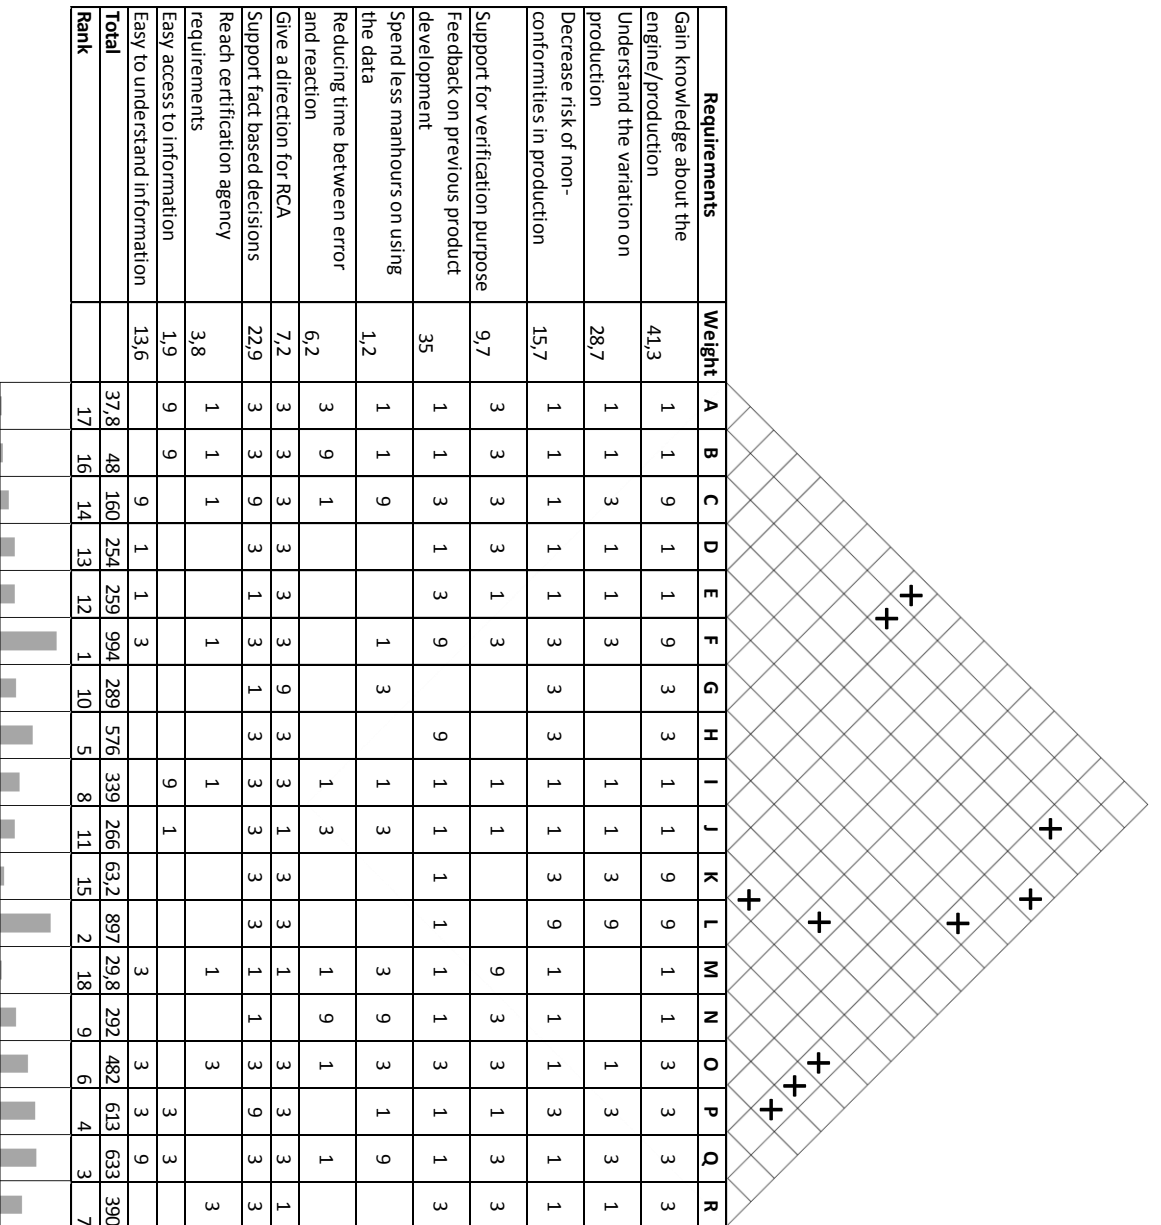 + +
+ + + + +
+ + +
Requirements Weight A B C D E F G H I J K L M N O P Q R
Gain knowledge about the
engine/production 41,3 1 1 9 1 1 9 3 3 1 1 9 9 1 1 3 3 3 3
Understand the variation on
production 28,7 1 1 3 1 1 3 1 1 3 9 1 3 3 1
Decrease risk of non-
conformities in production 15,7 1 1 1 1 1 3 3 3 1 1 3 9 1 1 1 3 1 1
Support for verification purpose 9,7 3 3 3 3 1 3 1 1 9 3 3 1 3 3
Feedback on previous product
development 35 1 1 3 1 3 9 9 1 1 1 1 1 1 3 1 1 3
Spend less manhours on using
the data 1,2 1 1 9 1 3 1 3 3 9 3 1 9
Reducing time between error
and reaction 6,2 3 9 1 1 3 1 9 1 1
Give a direction for RCA 7,2 3 3 3 3 3 3 9 3 3 1 3 3 1 3 3 3 1
Support fact based decisions 22,9 3 3 9 3 1 3 1 3 3 3 3 3 1 1 3 9 3 3
Reach certification agency
requirements 3,8 1 1 1 1 1 1 3 3
Easy access to information 1,9 9 9 9 1 3 3
Easy to understand information 13,6 9 1 1 3 3 3 3 9
Total 37,8 48 160 254 259 994 289 576 339 266 63,2 897 29,8 292 482 613 633 390
Rank 17 16 14 13 12 1 10 5 8 11 15 2 18 9 6 4 3 7